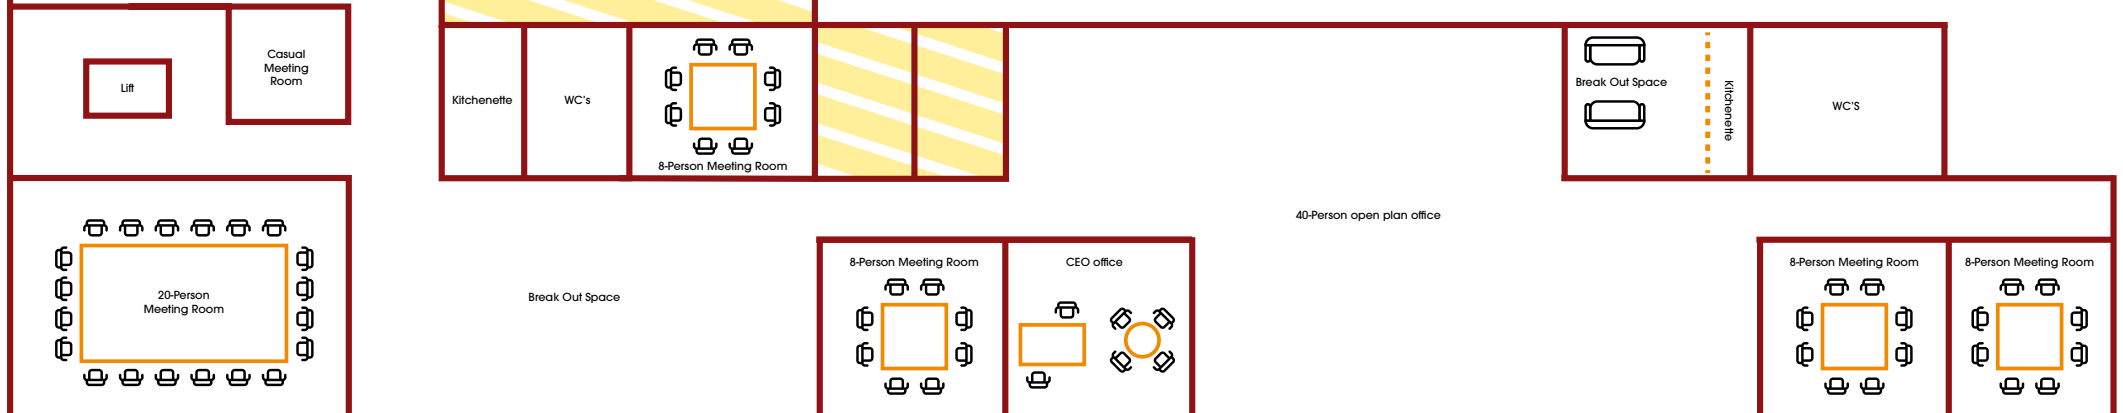 Casual
Meeting
Room
Lift
Kitchenette
WC's
8-Person Meeting Room
Break Out Space
Kitchenette
WC'S
40-Person open plan office
20-Person
Meeting Room
Break Out Space
8-Person Meeting Room
CEO office
8-Person Meeting Room
8-Person Meeting Room